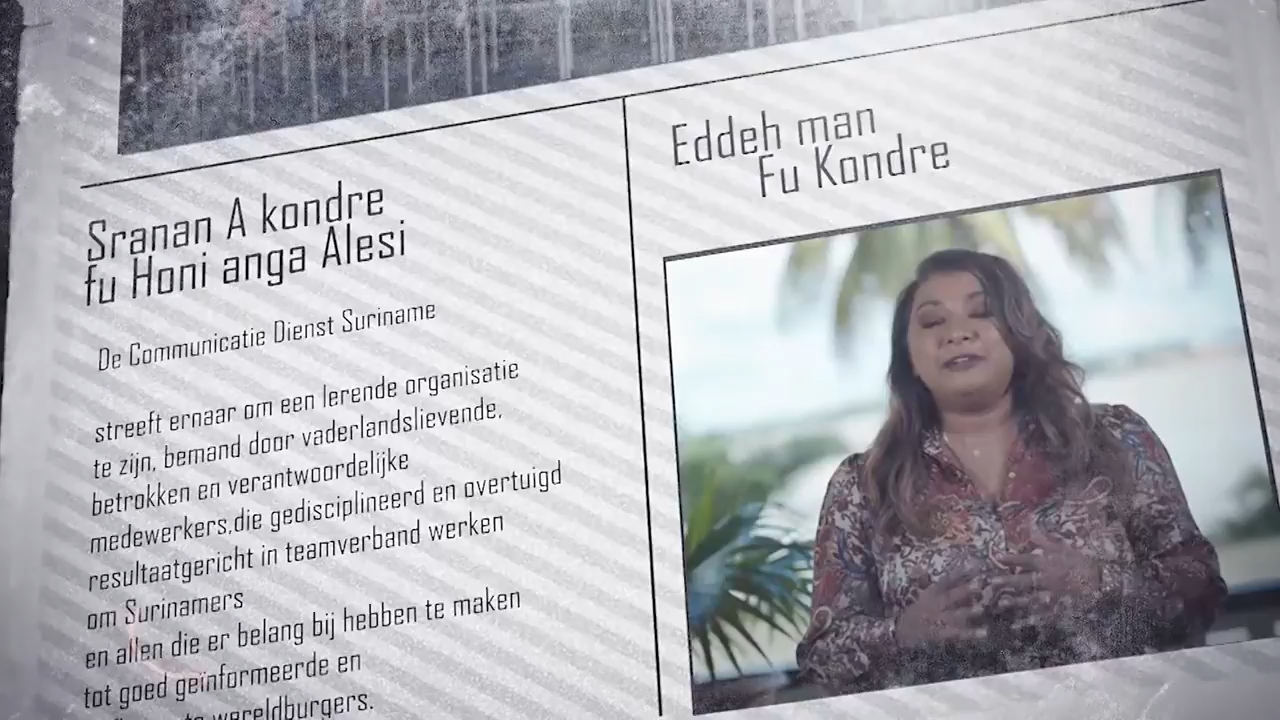 Sranan A kondre
fu Honi anga Alesi
De Communicatie Dienst Suriname
streeft ernaar om een lerende organisatie
te zijn, bemand door vaderlandslievende,
betrokken en verantwoordelijke
medewerkers,die gedisciplineerd en overtuigd
resultaatgericht in teamverband werken
om Surinamers
en allen die er belang bij hebben te maken
tot goed geïnformeerde en
wereldburgers.
Eddeh man
Fu Kondre